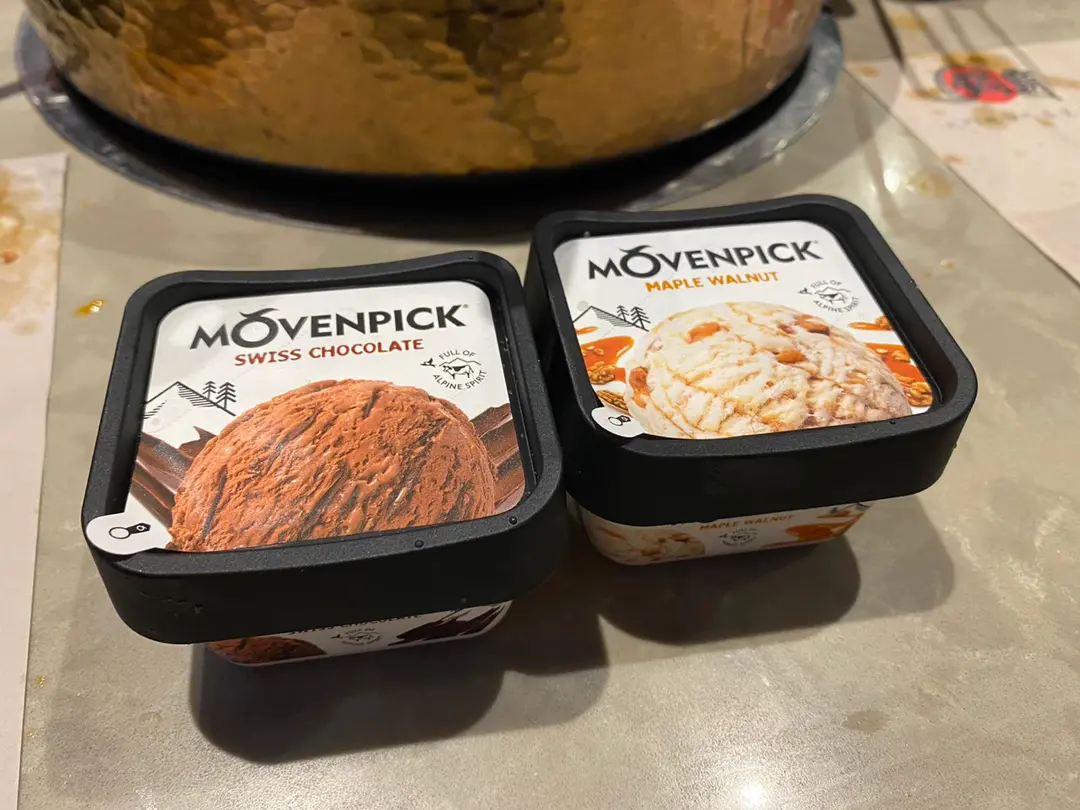 MÖVENPICK®
SWISS CHOCOLATE
FULL OF
ALPINE SPIRIT
MÖVENPICK®
MAPLE WALNUT
FULL OF
ALPINE SPIRIT
MAPLE WALNUT